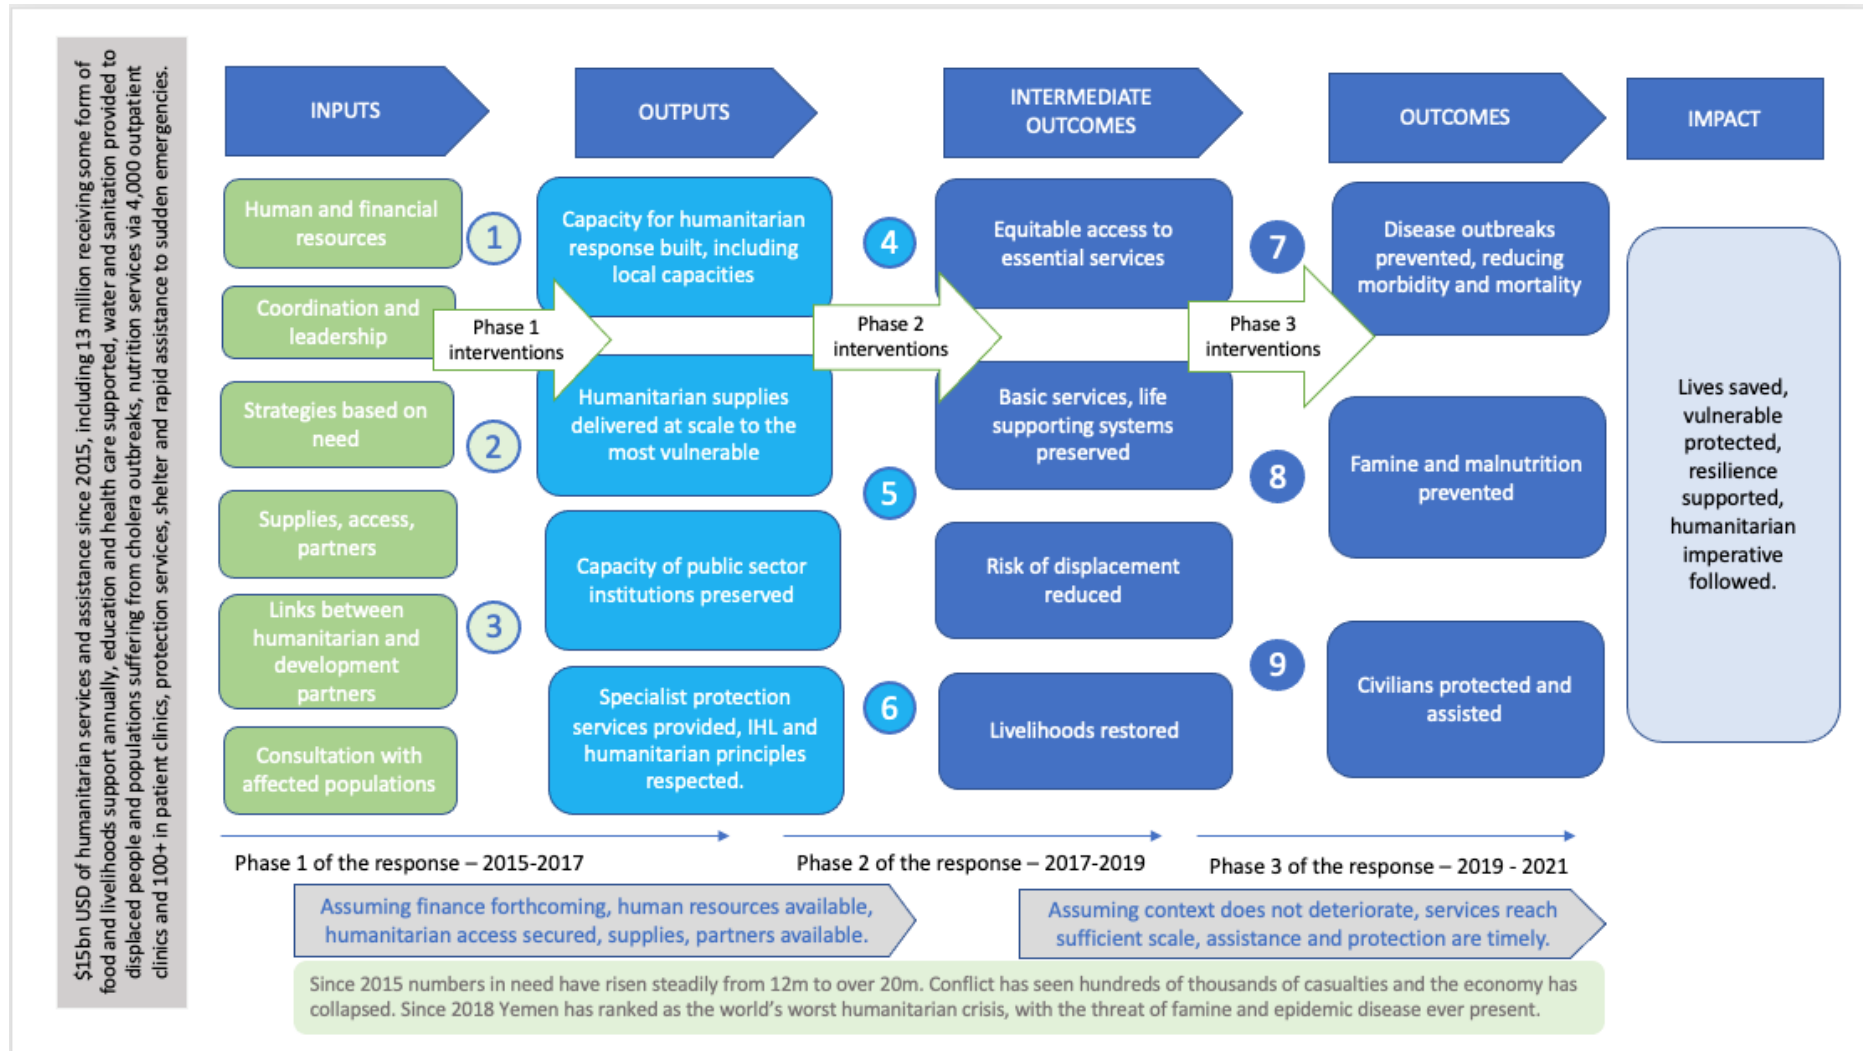 $15bn USD of humanitarian services and assistance since 2015, including 13 million receiving some form of
food and livelihoods support annually, education and health care supported, water and sanitation provided to
displaced people and populations suffering from cholera outbreaks, nutrition services via 4,000 outpatient
clinics and 100+ in patient clinics, protection services, shelter and rapid assistance to sudden emergencies.
INPUTS
OUTPUTS
INTERMEDIATE
OUTCOMES
OUTCOMES
IMPACT
Human and financial
resources
Coordination and
leadership
Strategies based on
need
Supplies, access,
partners
Links between
humanitarian and
development
partners
Consultation with
affected populations
1
2
3
Phase 1
interventions
Capacity for humanitarian
response built, including
local capacities
Humanitarian supplies
delivered at scale to the
most vulnerable
Capacity of public sector
institutions preserved
Specialist protection
services provided, IHL and
humanitarian principles
respected.
4
5
6
Phase 2
interventions
Equitable access to
essential services
Basic services, life
supporting systems
preserved
Risk of displacement
reduced
Livelihoods restored
7
8
9
Phase 3
interventions
Disease outbreaks
prevented, reducing
morbidity and mortality
Famine and malnutrition
prevented
Civilians protected and
assisted
Lives saved,
vulnerable
protected,
resilience
supported,
humanitarian
imperative
followed.
Phase 1 of the response – 2015-2017
Phase 2 of the response – 2017-2019
Phase 3 of the response – 2019 - 2021
Assuming finance forthcoming, human resources available,
humanitarian access secured, supplies, partners available.
Assuming context does not deteriorate, services reach
sufficient scale, assistance and protection are timely.
Since 2015 numbers in need have risen steadily from 12m to over 20m. Conflict has seen hundreds of thousands of casualties and the economy has
collapsed. Since 2018 Yemen has ranked as the world's worst humanitarian crisis, with the threat of famine and epidemic disease ever present.